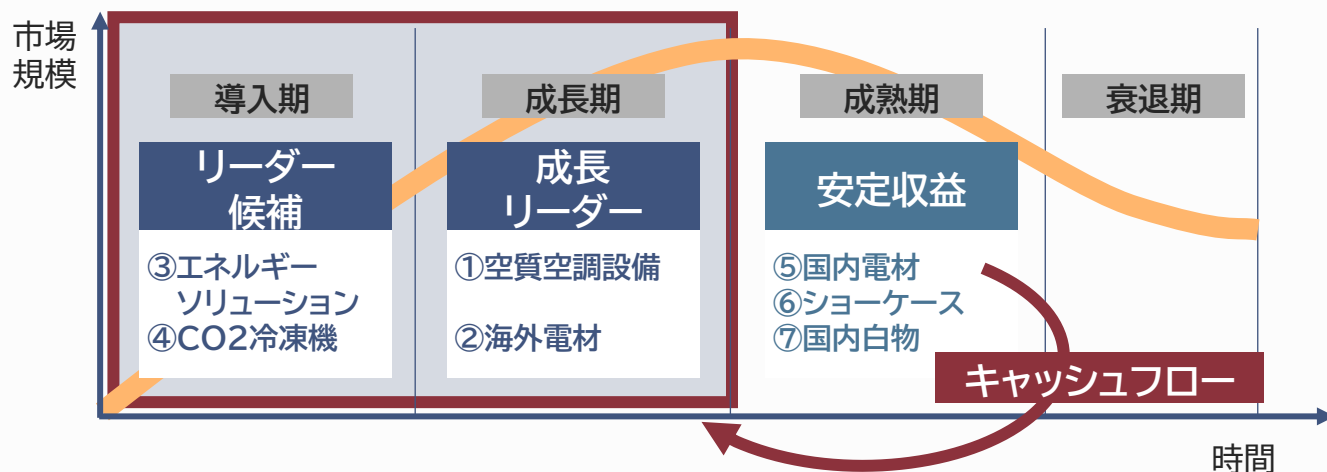 市場
規模
導入期
成長期
成熟期
衰退期
リーダー
候補
③エネルギー
ソリューション
④CO2冷凍機
成長
リーダー
①空質空調設備
②海外電材
安定収益
⑤国内電材
⑥ショーケース
⑦国内白物
キャッシュフロー
時間